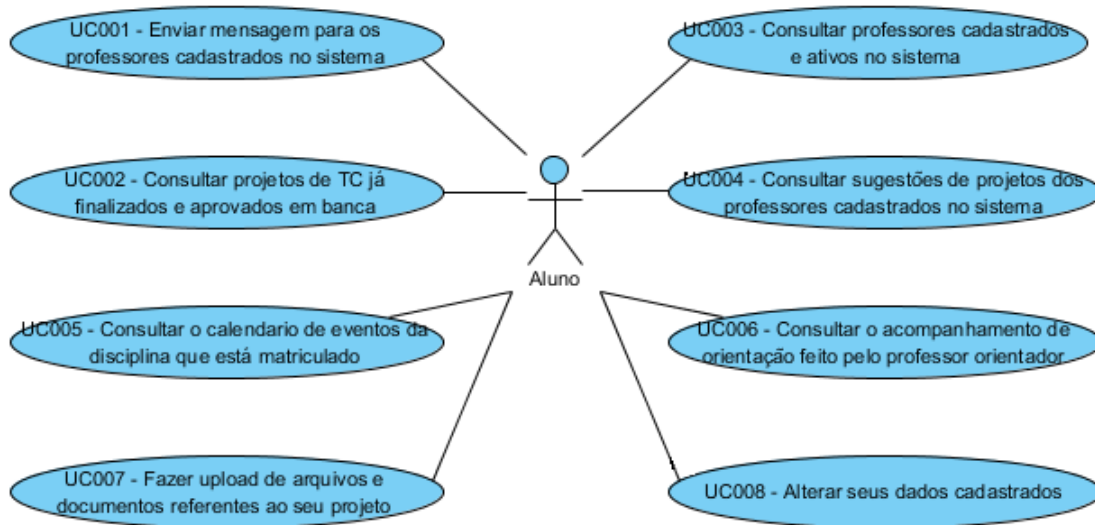 UC001 - Enviar mensagem para os
professores cadastrados no sistema
UC003 - Consultar professores cadastrados
e ativos no sistema
UC002 - Consultar projetos de TC já
finalizados e aprovados em banca
UC004 - Consultar sugestões de projetos dos
professores cadastrados no sistema
Aluno
UC005 - Consultar o calendario de eventos da
disciplina que está matriculado
UC006 - Consultar o acompanhamento de
orientação feito pelo professor orientador
UC007 - Fazer upload de arquivos e
documentos referentes ao seu projeto
UC008 - Alterar seus dados cadastrados